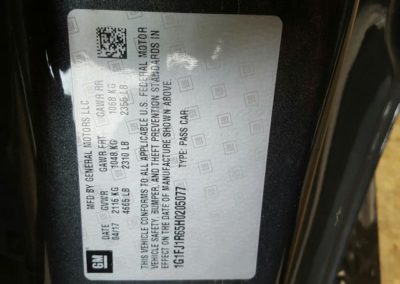 MFD BY GENERAL MOTORS LLC
DATE GVWR GAWR FRT GAWR RR
04/17 2116 KG 1048 KG 1068 KG
4665 LB 2310 LB 2355 LB
THIS VEHICLE CONFORMS TO ALL APPLICABLE U.S. FEDERAL MOTOR
VEHICLE SAFETY, BUMPER, AND THEFT PREVENTION STANDARDS IN
EFFECT ON THE DATE OF MANUFACTURE SHOWN ABOVE.
1G1FJ1R65H0205077 TYPE: PASS CAR
GM